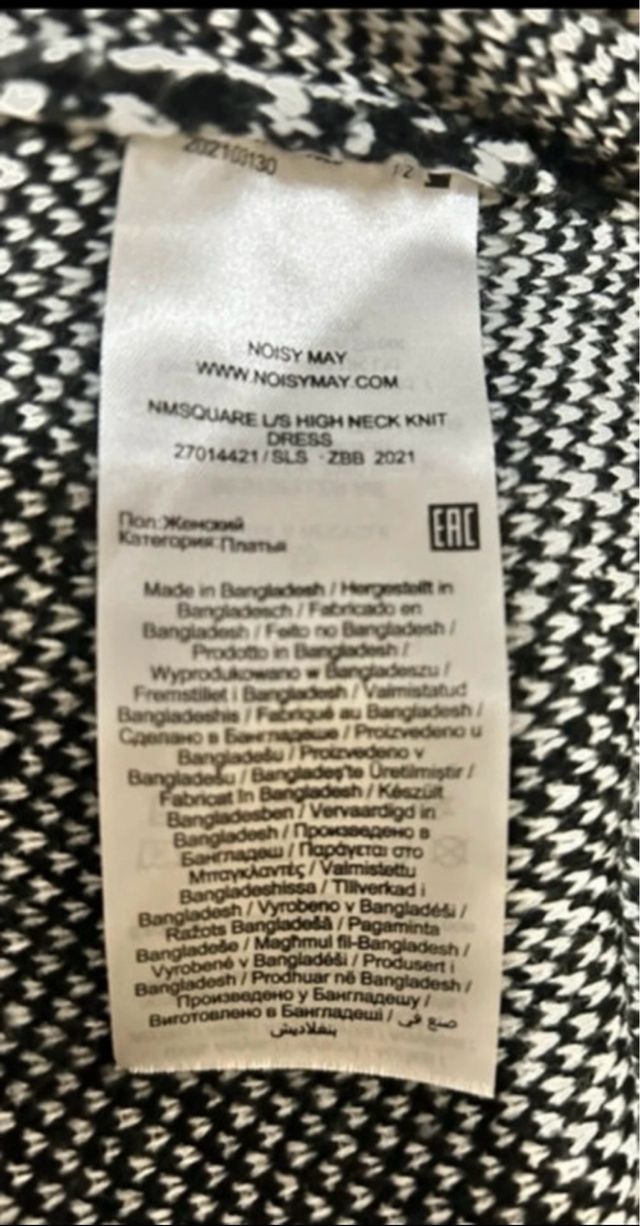 202103130
NOISY MAY
WWW.NOISYMAY.COM
NMSQUARE L/S HIGH NECK KNIT
DRESS
27014421/SLS -ZBB 2021
Пол:Женский
Категория:Платья
EAC
Made in Bangladesh / Hergestellt in
Bangladesch / Fabricado en
Bangladesh / Feito no Bangladesh /
Prodotto in Bangladesh /
Wyprodukowano w Bangladeszu /
Fremstillet i Bangladesh / Valmistatud
Bangladeshis / Fabriqué au Bangladesh /
Сделано в Бангладеше / Proizvedeno u
Bangladešu / Proizvedeno v
Bangladešu / Bangladeş'te Üretilmiştir /
Fabricat In Bangladesh / Készült
Bangladesben / Vervaardigd in
Bangladesh / Произведено в
Бангладеш / Παράγεται στο
Μπαγκλαντές / Valmistettu
Bangladeshissa / Tillverkad i
Bangladesh / Vyrobeno v Bangladéši /
Ražots Bangladešā / Pagaminta
Bangladeše / Magħmul fil-Bangladesh /
Vyrobené v Bangladéši / Produsert i
Bangladesh / Prodhuar në Bangladesh /
Произведено у Бангладешу /
Виготовлено в Бангладеші / صنع في
بنغلاديش